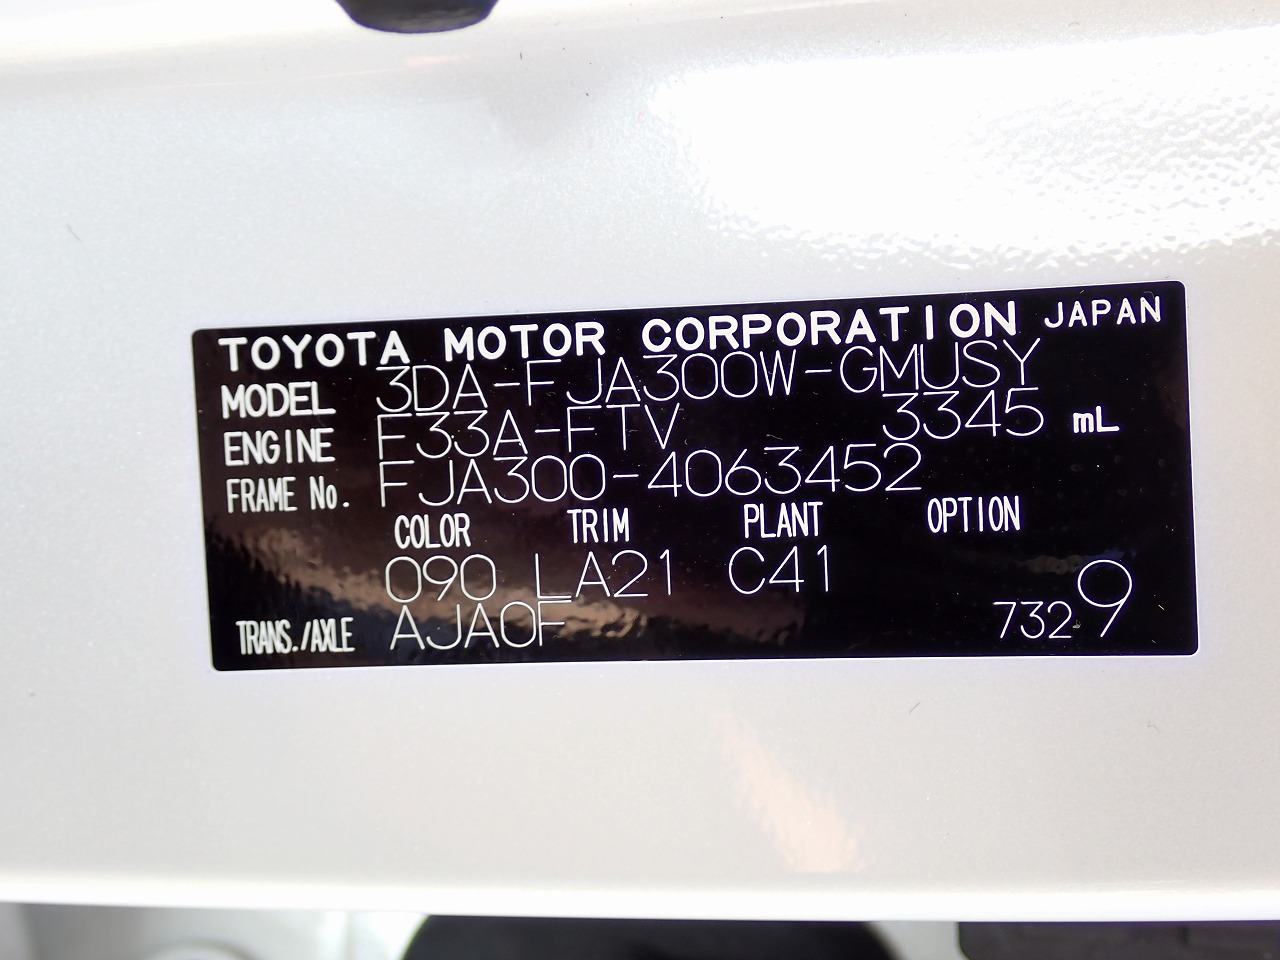 TOYOTA MOTOR CORPORATION JAPAN
MODEL 3DA-FJA300W-GMUSY
ENGINE F33A-FTV 3345 mL
FRAME No. FJA300-4063452
COLOR TRIM PLANT OPTION
090 LA21 C41
TRANS./AXLE AJA0F 7329